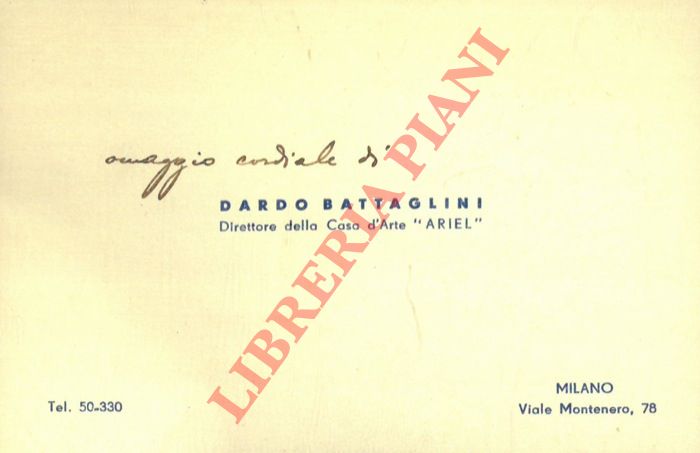 omaggio cordiale di
DARDO BATTAGLINI
Direttore della Casa d'Arte "ARIEL"
LIBRERIA PIANI
Tel. 50-330
MILANO
Viale Montenero, 78